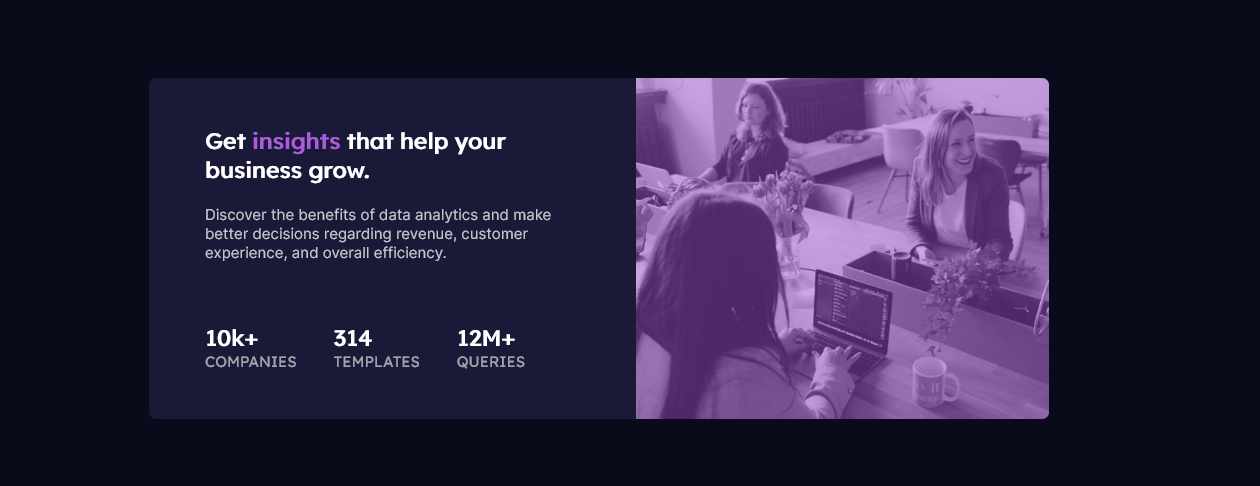 Get insights that help your
business grow.
Discover the benefits of data analytics and make
better decisions regarding revenue, customer
experience, and overall efficiency.
10k+ 314 12M+
COMPANIES TEMPLATES QUERIES